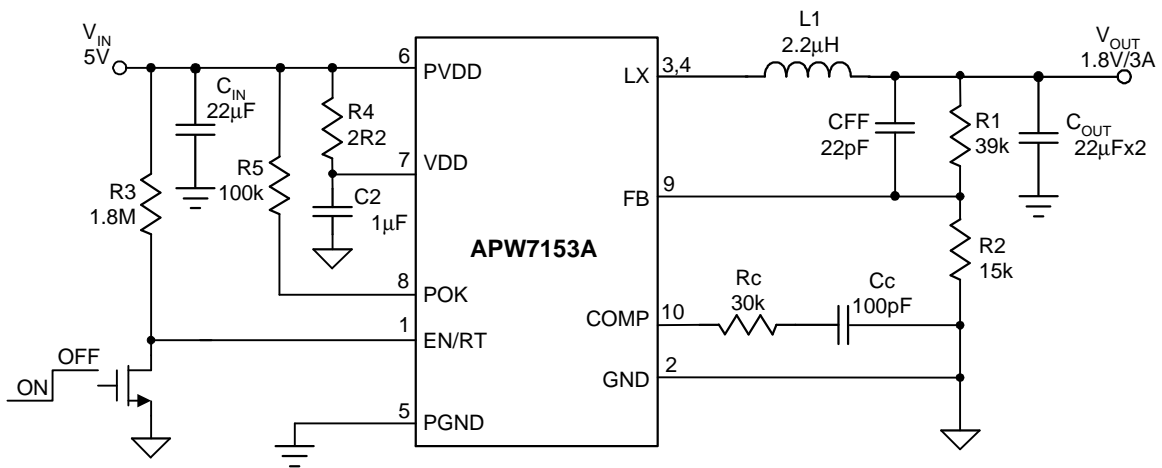 L1
2.2µH
V_IN
5V
V_OUT
1.8V/3A
6
PVDD
LX
3,4
C_IN
22µF
R4
2R2
CFF
22pF
R1
39k
C_OUT
22µFx2
7
VDD
R5
100k
R3
1.8M
C2
1µF
FB
9
APW7153A
R2
15k
8
POK
Rc
30k
Cc
100pF
COMP
10
1
EN/RT
OFF
ON
GND
2
5
PGND